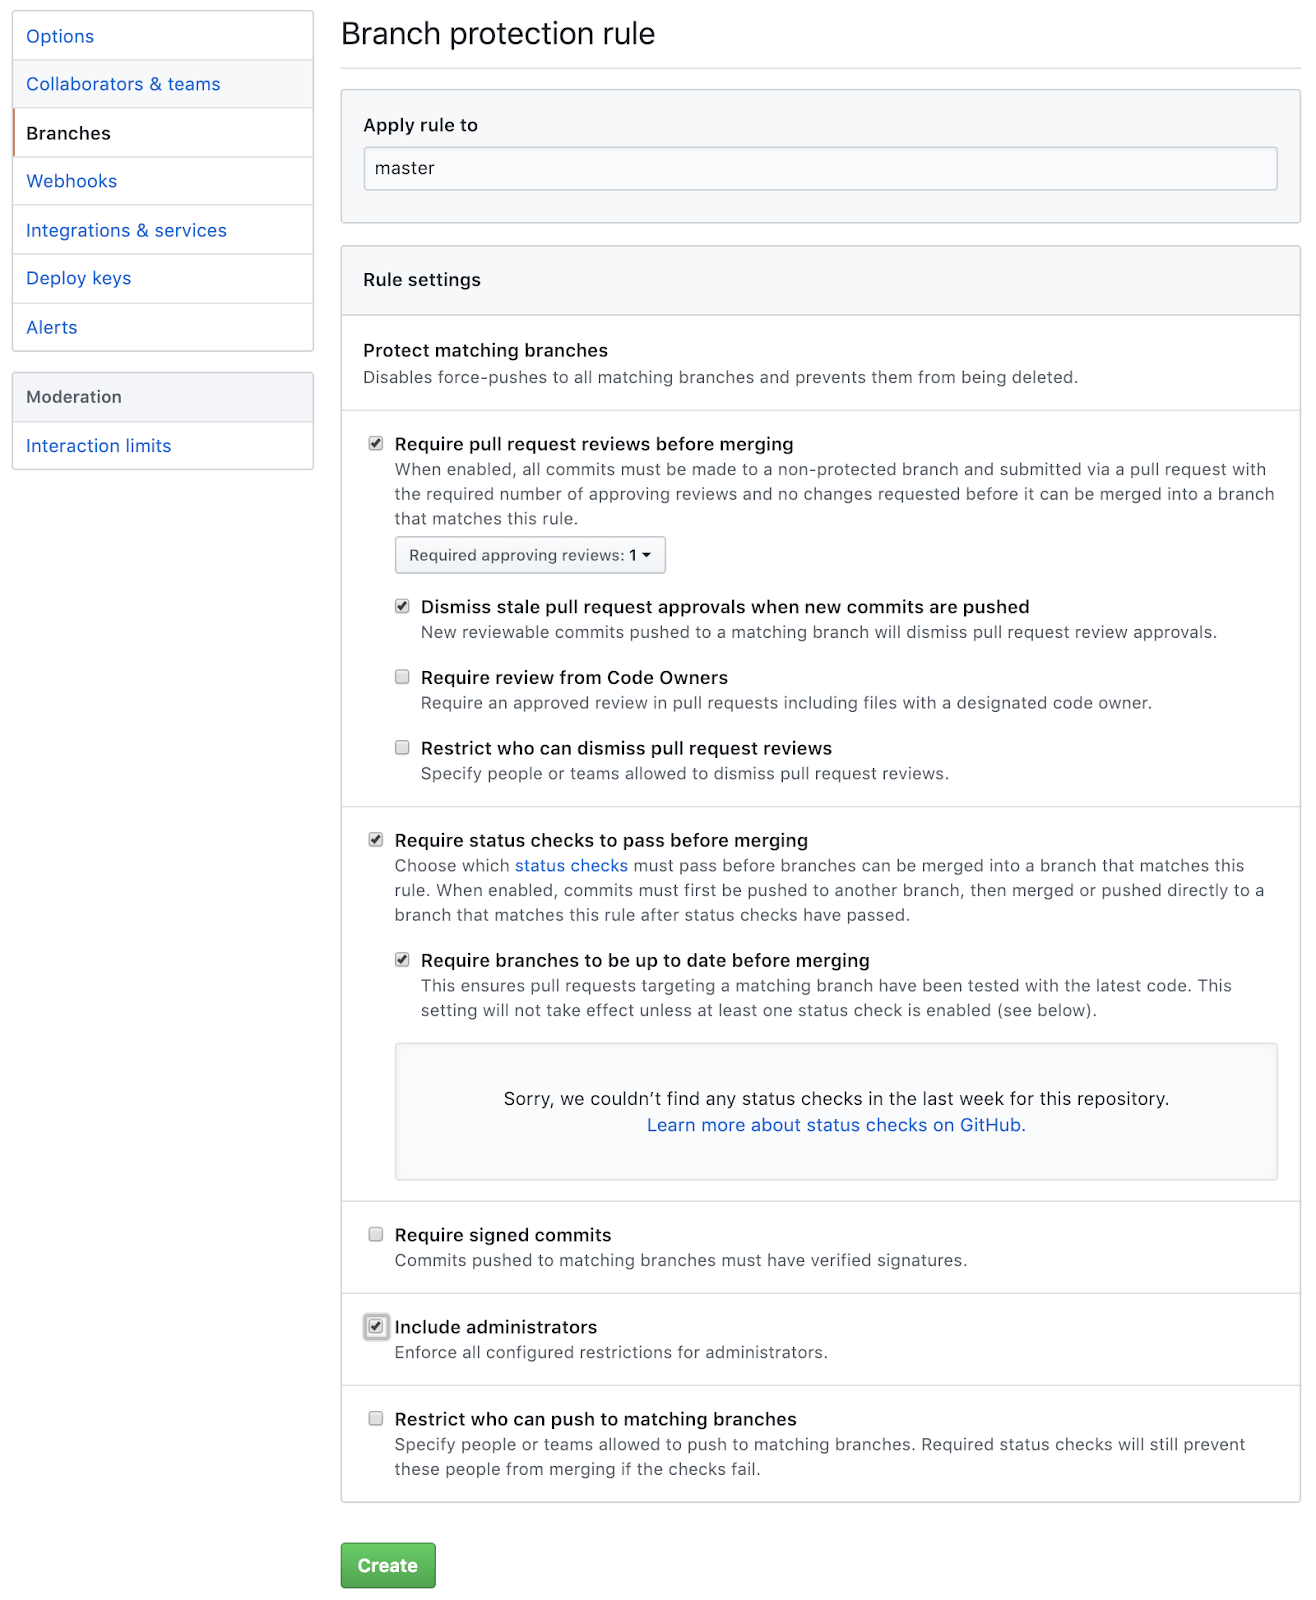 Options
Collaborators & teams
Branches
Webhooks
Integrations & services
Deploy keys
Alerts
Moderation
Interaction limits
Branch protection rule
Apply rule to
master
Rule settings
Protect matching branches
Disables force-pushes to all matching branches and prevents them from being deleted.
Require pull request reviews before merging
When enabled, all commits must be made to a non-protected branch and submitted via a pull request with
the required number of approving reviews and no changes requested before it can be merged into a branch
that matches this rule.
Required approving reviews: 1
Dismiss stale pull request approvals when new commits are pushed
New reviewable commits pushed to a matching branch will dismiss pull request review approvals.
Require review from Code Owners
Require an approved review in pull requests including files with a designated code owner.
Restrict who can dismiss pull request reviews
Specify people or teams allowed to dismiss pull request reviews.
Require status checks to pass before merging
Choose which status checks must pass before branches can be merged into a branch that matches this
rule. When enabled, commits must first be pushed to another branch, then merged or pushed directly to a
branch that matches this rule after status checks have passed.
Require branches to be up to date before merging
This ensures pull requests targeting a matching branch have been tested with the latest code. This
setting will not take effect unless at least one status check is enabled (see below).
Sorry, we couldn’t find any status checks in the last week for this repository.
Learn more about status checks on GitHub.
Require signed commits
Commits pushed to matching branches must have verified signatures.
Include administrators
Enforce all configured restrictions for administrators.
Restrict who can push to matching branches
Specify people or teams allowed to push to matching branches. Required status checks will still prevent
these people from merging if the checks fail.
Create